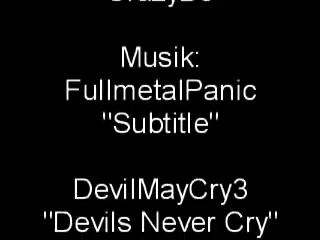 Musik:
FullmetalPanic
"Subtitle"
DevilMayCry3
"Devils Never Cry"